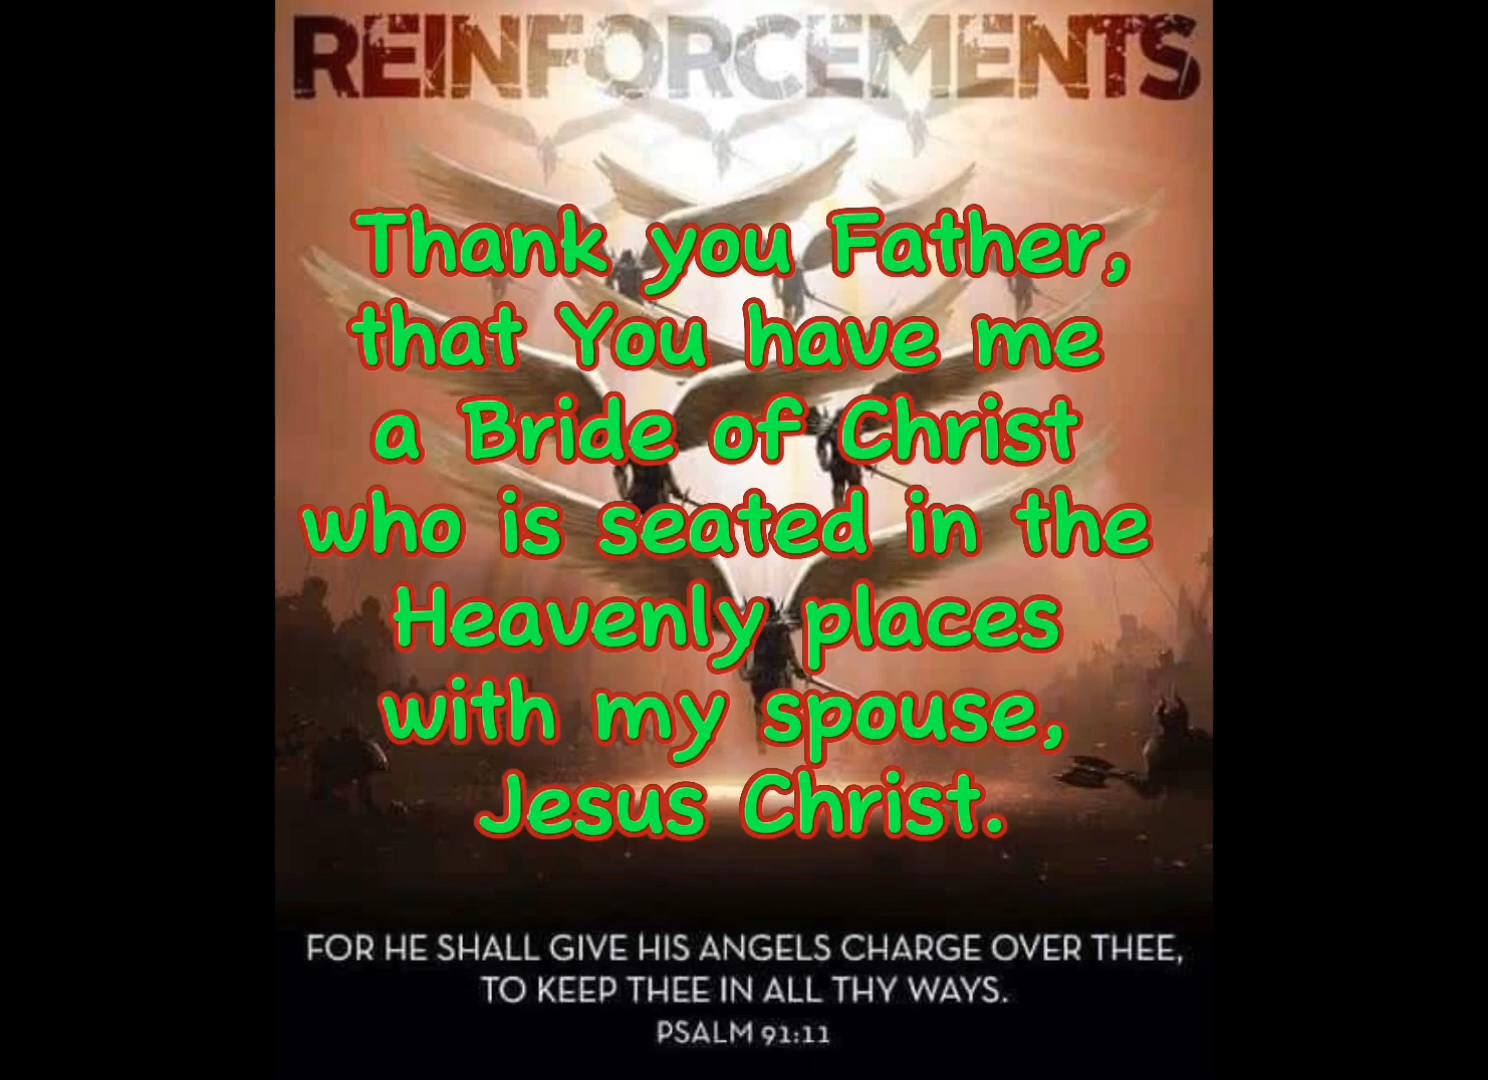 REINFORCEMENTS
Thank you Father,
that You have me
a Bride of Christ
who is seated in the
Heavenly places
with my spouse,
Jesus Christ.
FOR HE SHALL GIVE HIS ANGELS CHARGE OVER THEE,
TO KEEP THEE IN ALL THY WAYS.
PSALM 91:11